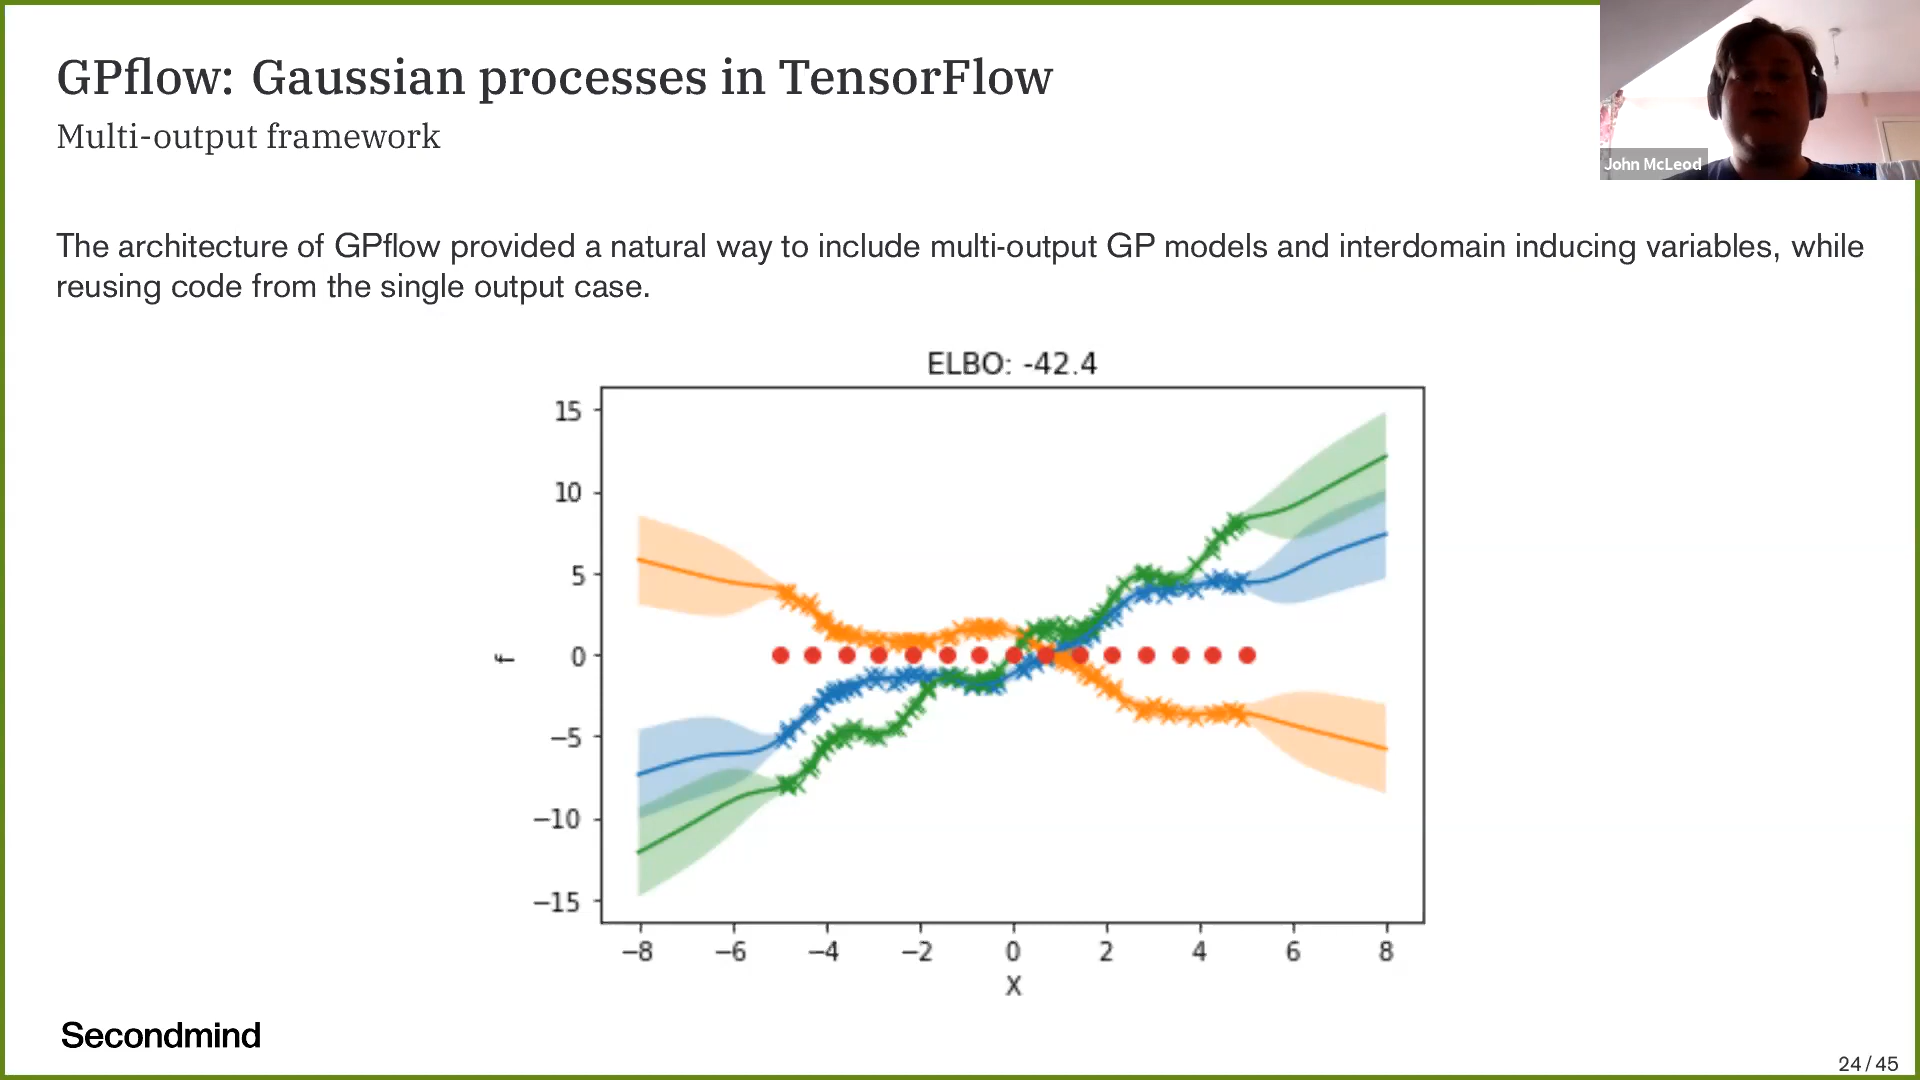 GPflow: Gaussian processes in TensorFlow
Multi-output framework
John McLeod
The architecture of GPflow provided a natural way to include multi-output GP models and interdomain inducing variables, while
reusing code from the single output case.
ELBO: -42.4
15
10
5
0
−5
−10
−15
f
−8 −6 −4 −2 0 2 4 6 8
X
Secondmind
24 / 45